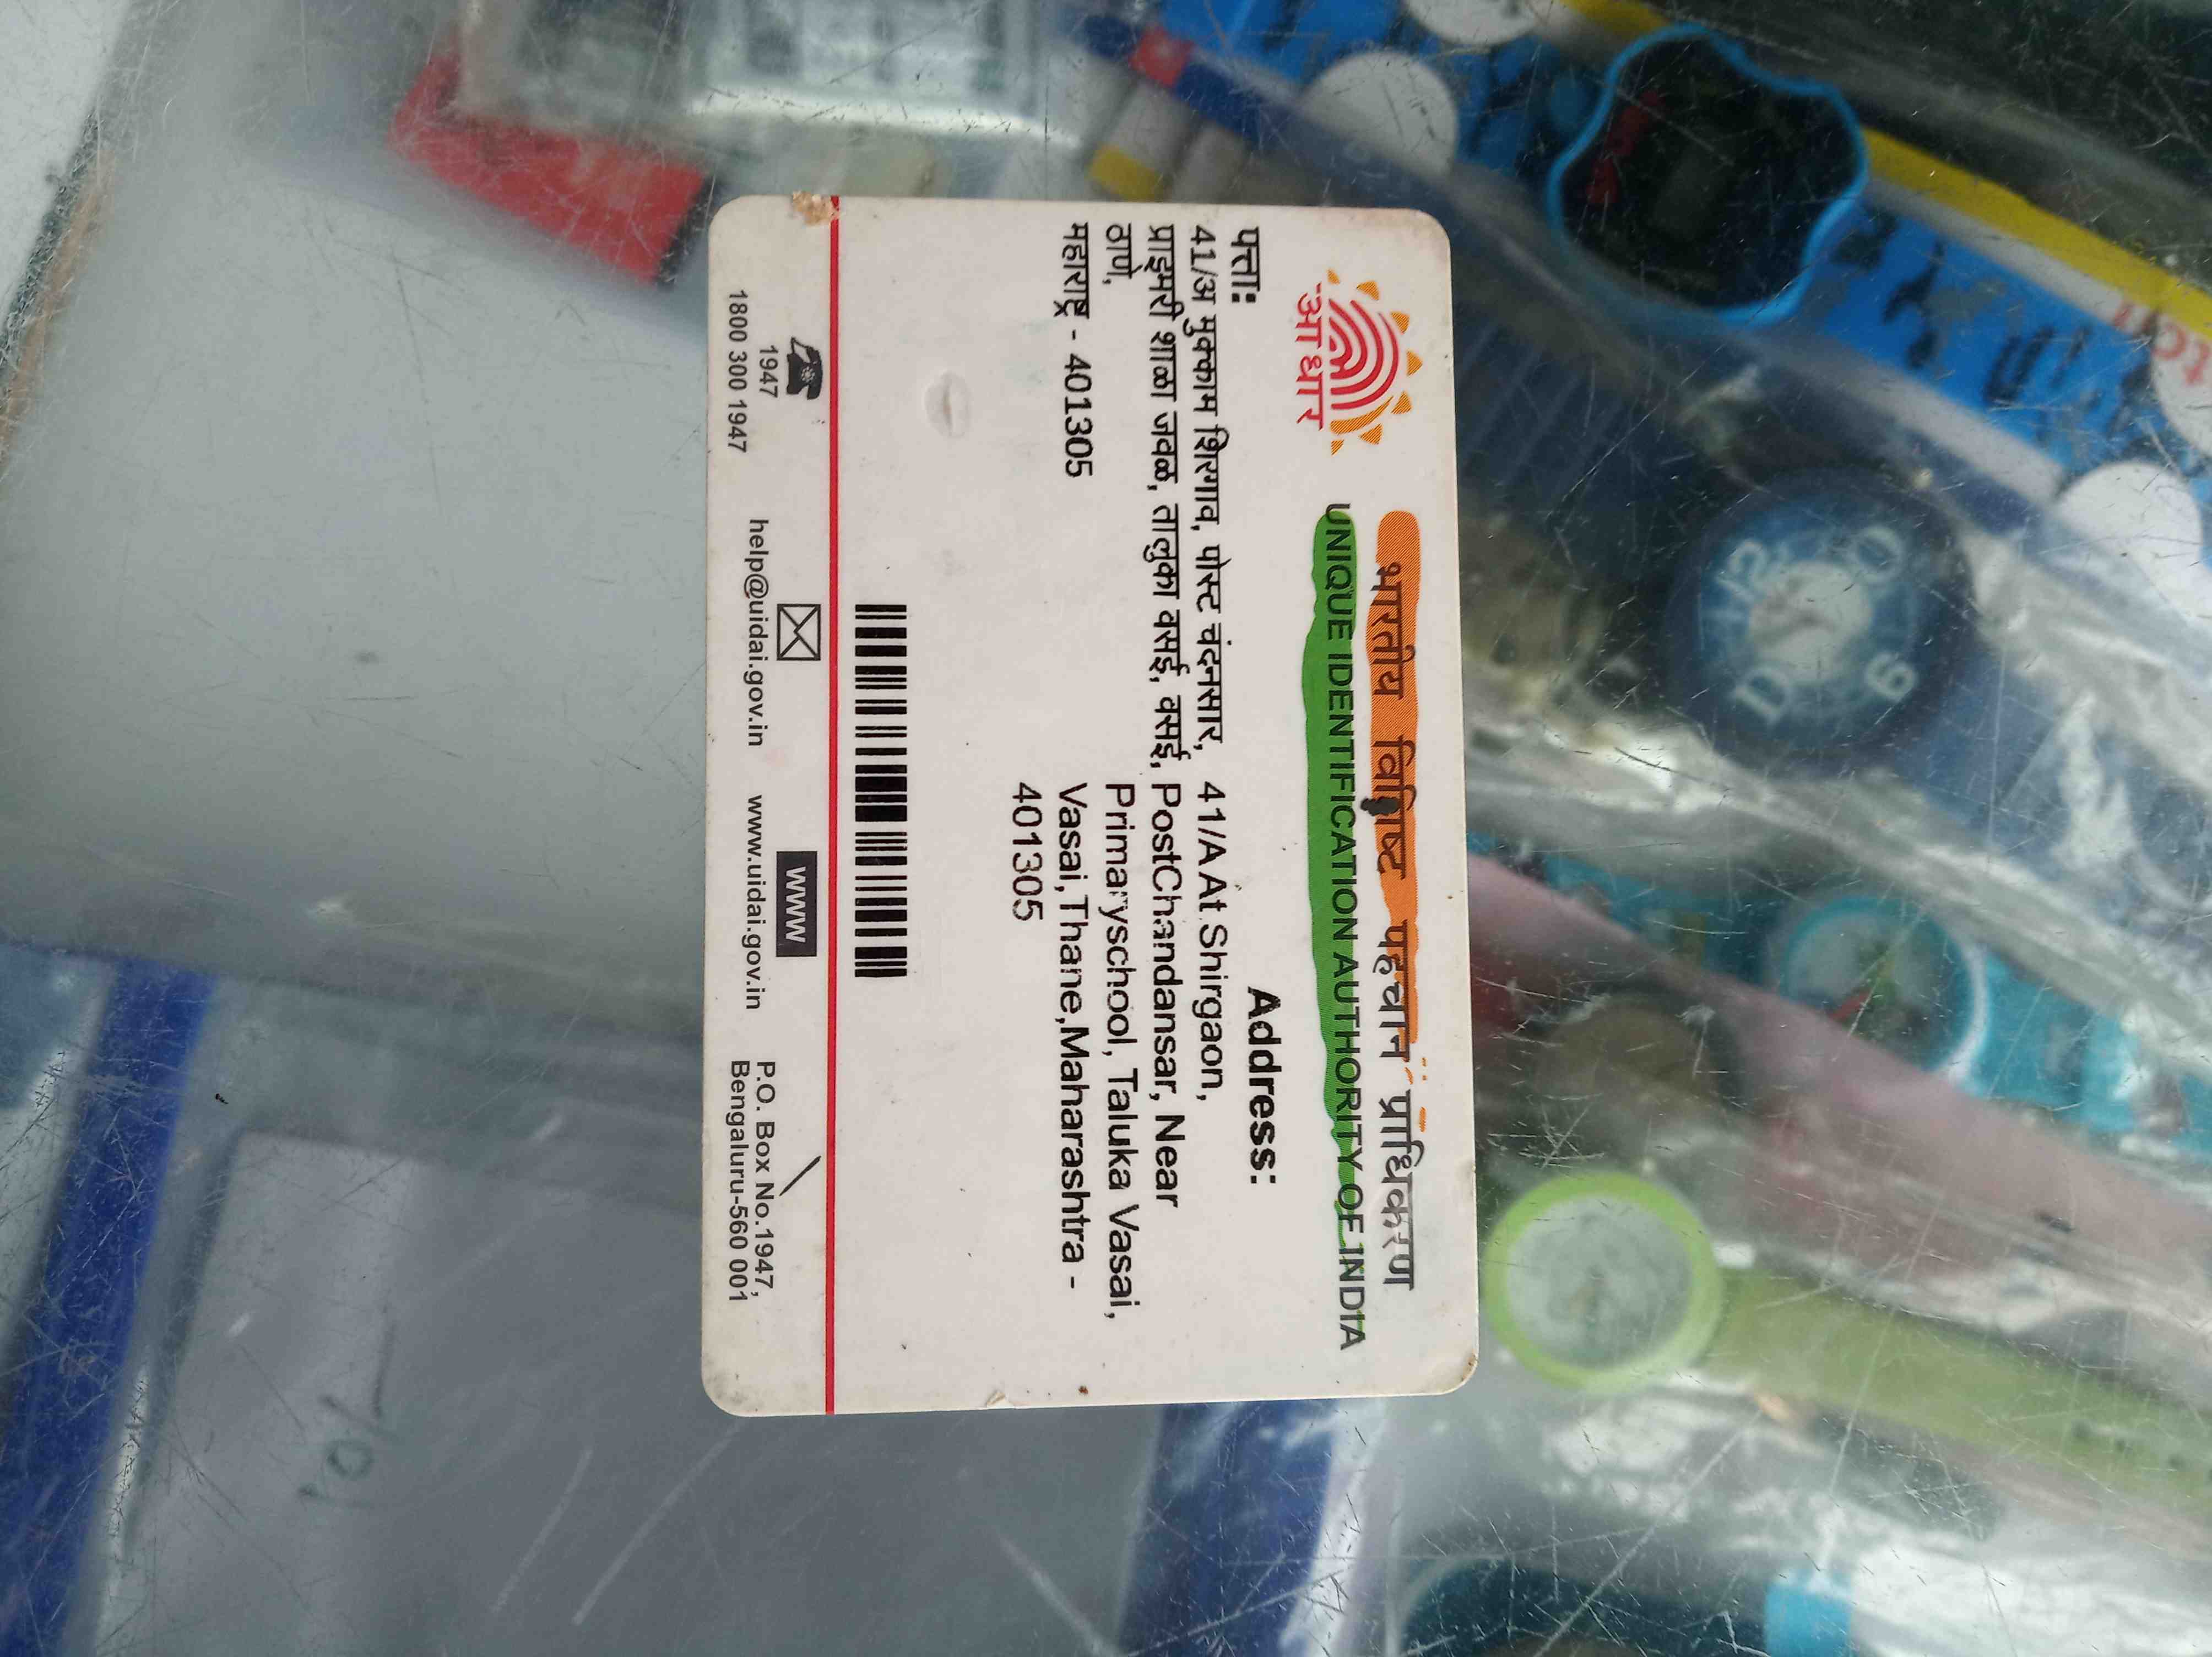 भारतीय विशिष्ट पहचान प्राधिकरण
UNIQUE IDENTIFICATION AUTHORITY OF INDIA
आधार
पत्ता:
41/अ मुक्काम शिरगाव, पोस्ट चंदनसार,
प्राइमरी शाळा जवळ, तालुका वसई, वसई,
ठाणे,
महाराष्ट्र - 401305
Address:
41/A At Shirgaon,
PostChandansar, Near
Primaryschool, Taluka Vasai,
Vasai,Thane,Maharashtra -
401305
1947
1800 300 1947
help@uidai.gov.in
www
www.uidai.gov.in
P.O. Box No.1947,
Bengaluru-560 001